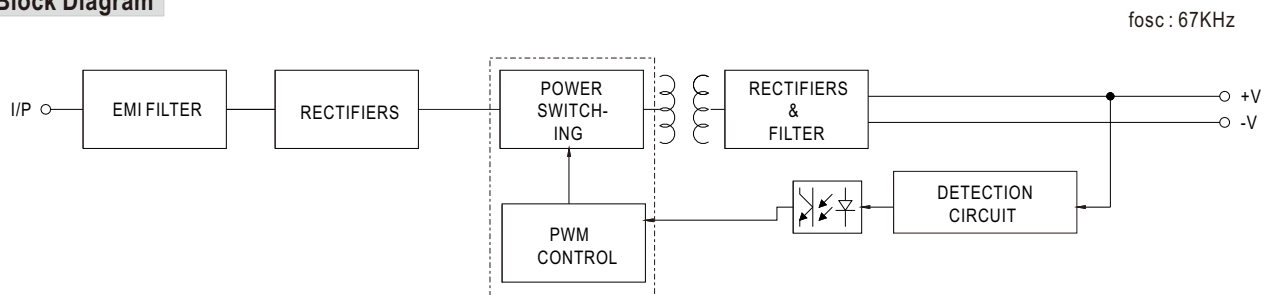 Block Diagram
fosc : 67KHz
I/P
EMI FILTER
RECTIFIERS
POWER
SWITCH-
ING
RECTIFIERS
&
FILTER
+V
-V
DETECTION
CIRCUIT
PWM
CONTROL